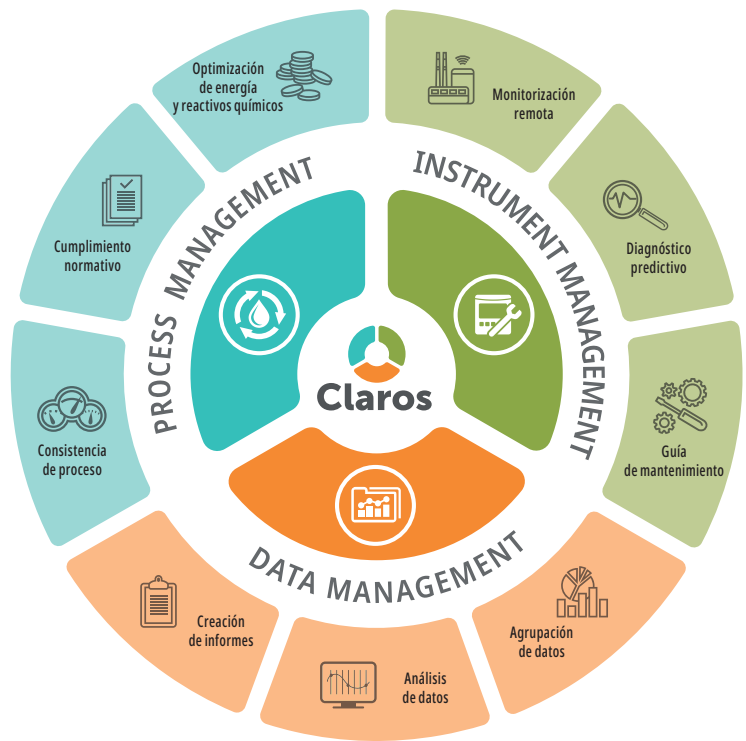 Optimización
de energía
y reactivos químicos
Monitorización
remota
Cumplimiento
normativo
PROCESS MANAGEMENT
INSTRUMENT MANAGEMENT
Diagnóstico
predictivo
Claros
Consistencia
de proceso
Guía
de mantenimiento
DATA MANAGEMENT
Creación
de informes
Análisis
de datos
Agrupación
de datos